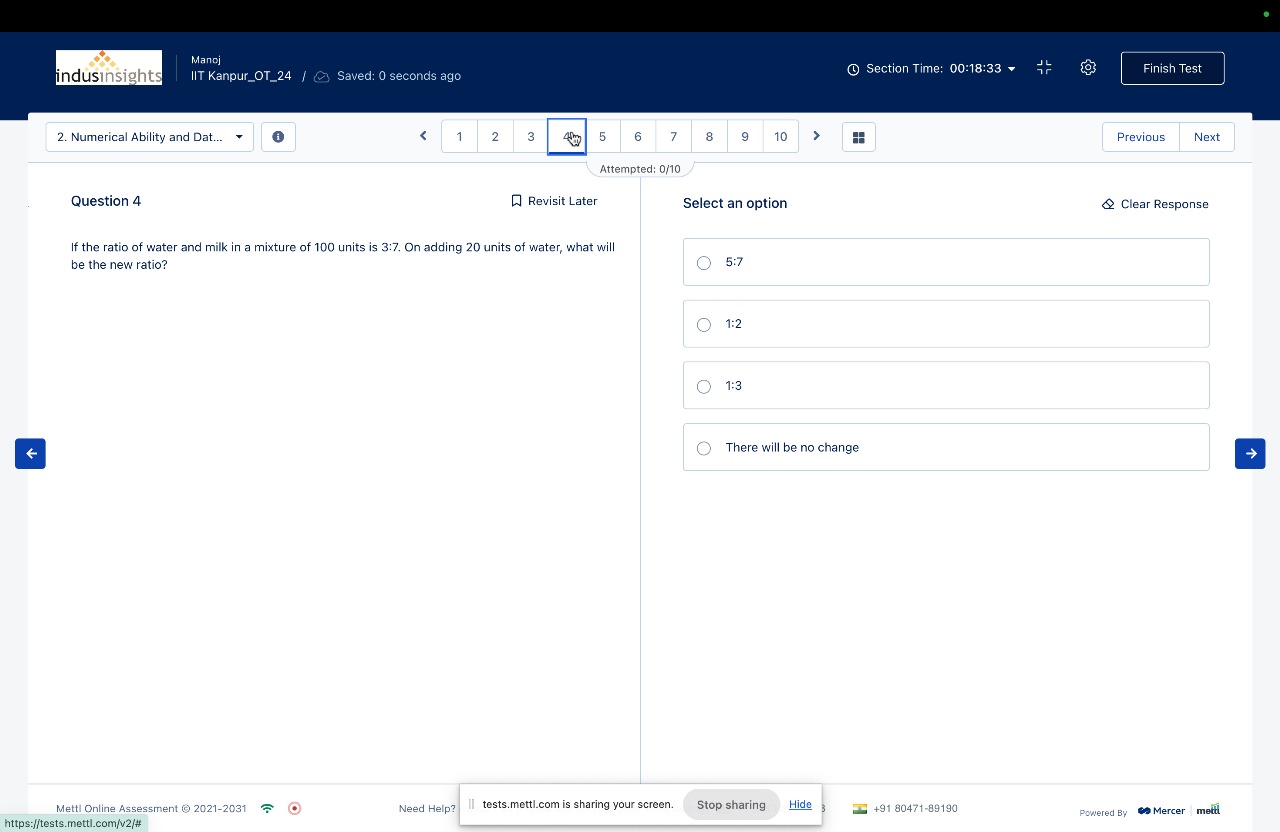 indusinsights
Manoj
IIT Kanpur_OT_24 / Saved: 0 seconds ago
Section Time: 00:18:33
Finish Test
2. Numerical Ability and Dat...
1 2 3 4 5 6 7 8 9 10
Previous Next
Attempted: 0/10
Question 4
Revisit Later
If the ratio of water and milk in a mixture of 100 units is 3:7. On adding 20 units of water, what will
be the new ratio?
Select an option
Clear Response
5:7
1:2
1:3
There will be no change
Mettl Online Assessment © 2021-2031
Need Help?
tests.mettl.com is sharing your screen.
Stop sharing
Hide
3
+91 80471-89190
Powered By
Mercer | mettl
https://tests.mettl.com/v2/#